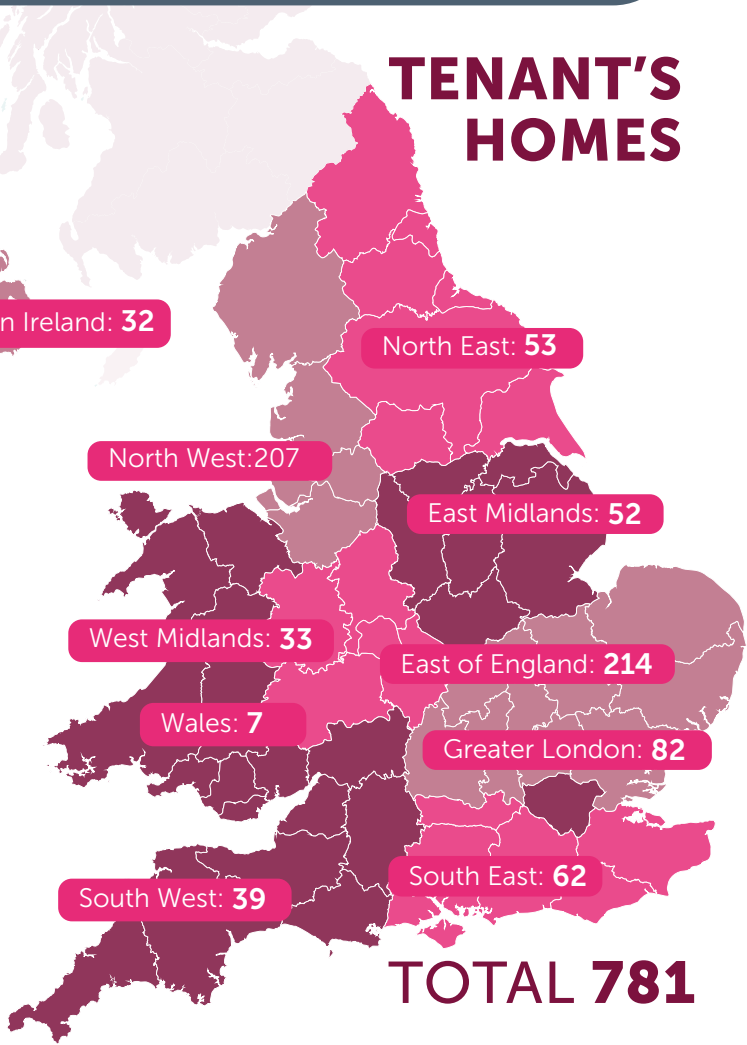 TENANT’S
HOMES
n Ireland: 32
North East: 53
North West:207
East Midlands: 52
West Midlands: 33
East of England: 214
Wales: 7
Greater London: 82
South East: 62
South West: 39
TOTAL 781